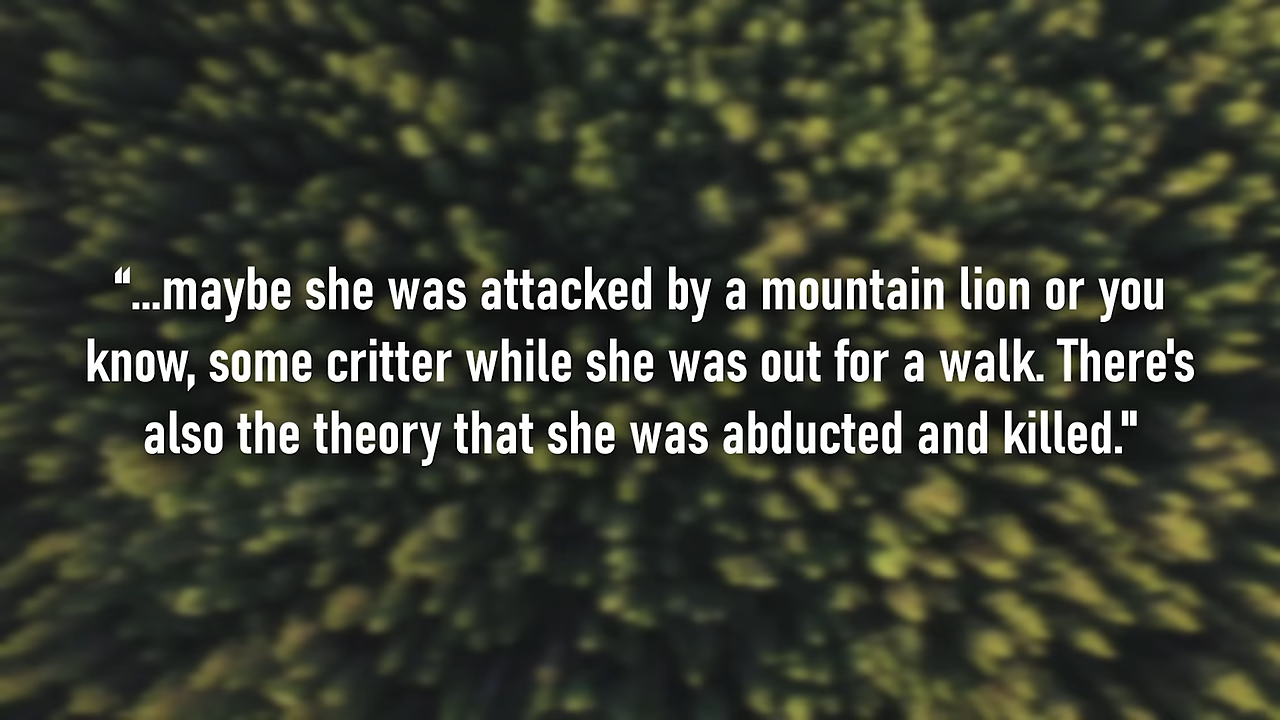 “...maybe she was attacked by a mountain lion or you
know, some critter while she was out for a walk. There's
also the theory that she was abducted and killed."